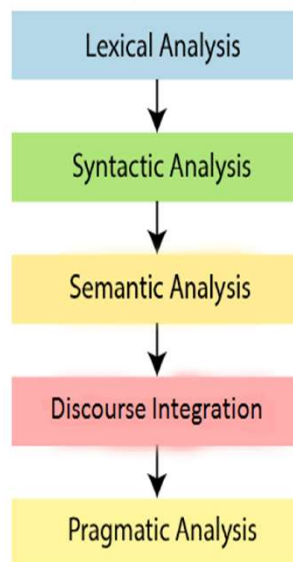 Lexical Analysis
Syntactic Analysis
Semantic Analysis
Discourse Integration
Pragmatic Analysis